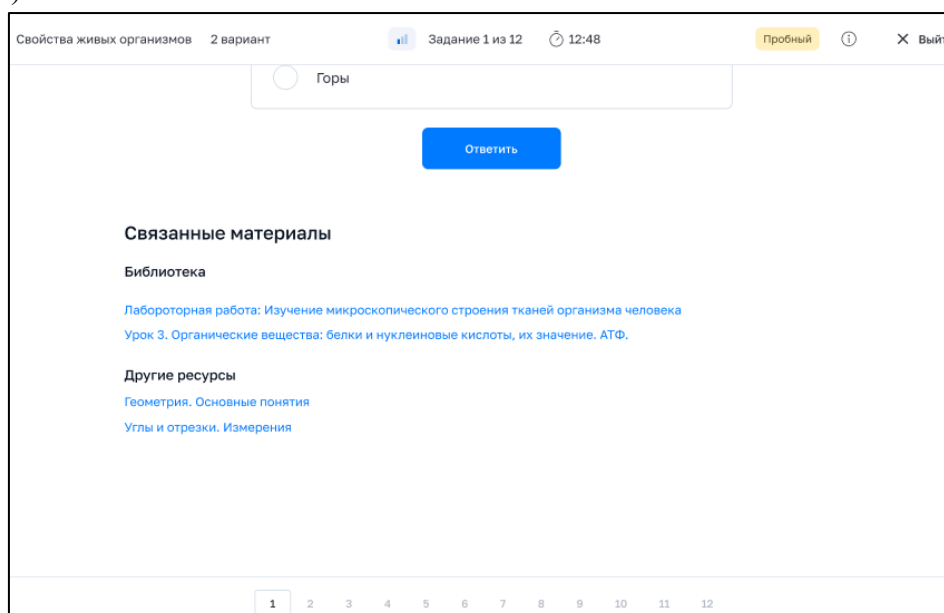 Свойства живых организмов 2 вариант Задание 1 из 12 12:48 Пробный Выйт
Горы
Ответить
Связанные материалы
Библиотека
Лабороторная работа: Изучение микроскопического строения тканей организма человека
Урок 3. Органические вещества: белки и нуклеиновые кислоты, их значение. АТФ.
Другие ресурсы
Геометрия. Основные понятия
Углы и отрезки. Измерения
1 2 3 4 5 6 7 8 9 10 11 12